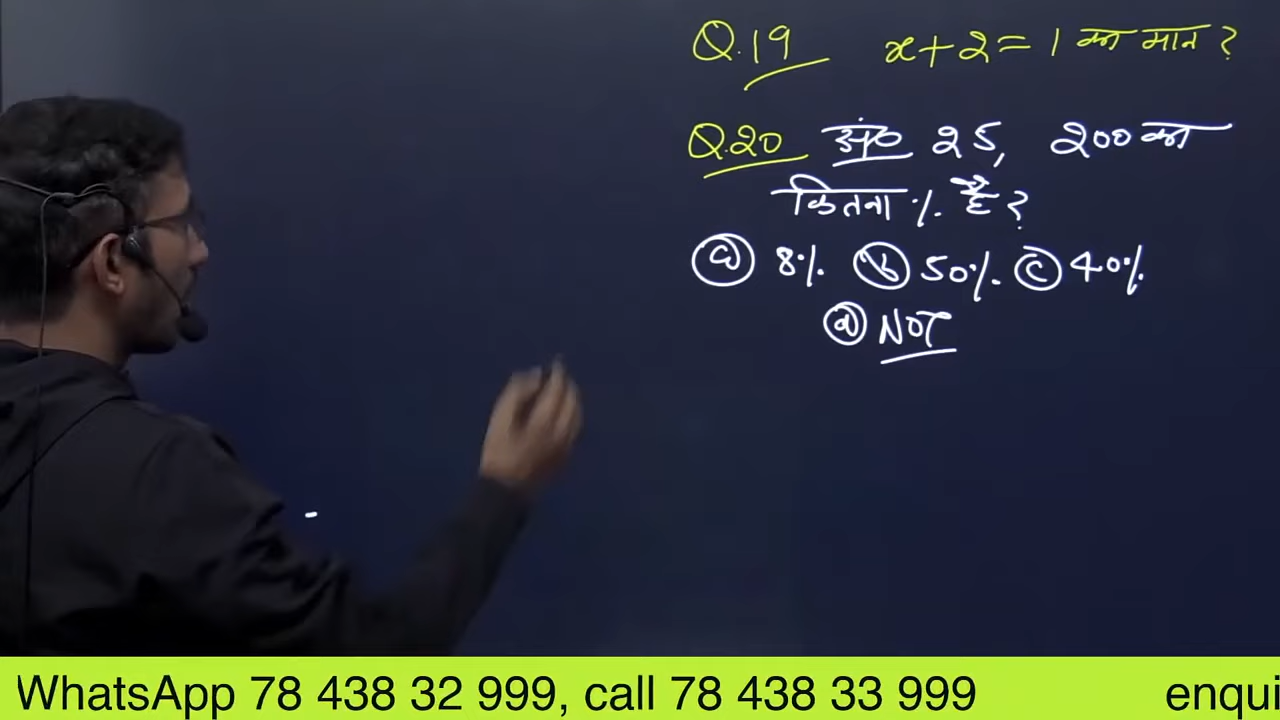 Q.19 x+2=1 का मान ?
Q.20 अंक 25, 200 का
कितना % है ?
(a) 8% (b) 50% (c) 40%
(d) NOT
WhatsApp 78 438 32 999, call 78 438 33 999 enqui